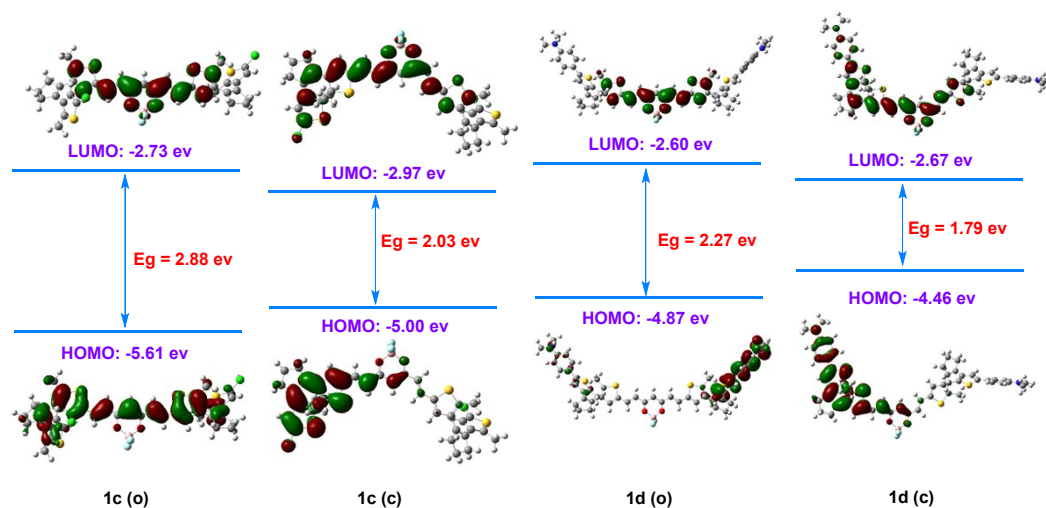 LUMO: -2.73 ev
Eg = 2.88 ev
HOMO: -5.61 ev
1c (o)
LUMO: -2.97 ev
Eg = 2.03 ev
HOMO: -5.00 ev
1c (c)
LUMO: -2.60 ev
Eg = 2.27 ev
HOMO: -4.87 ev
1d (o)
LUMO: -2.67 ev
Eg = 1.79 ev
HOMO: -4.46 ev
1d (c)